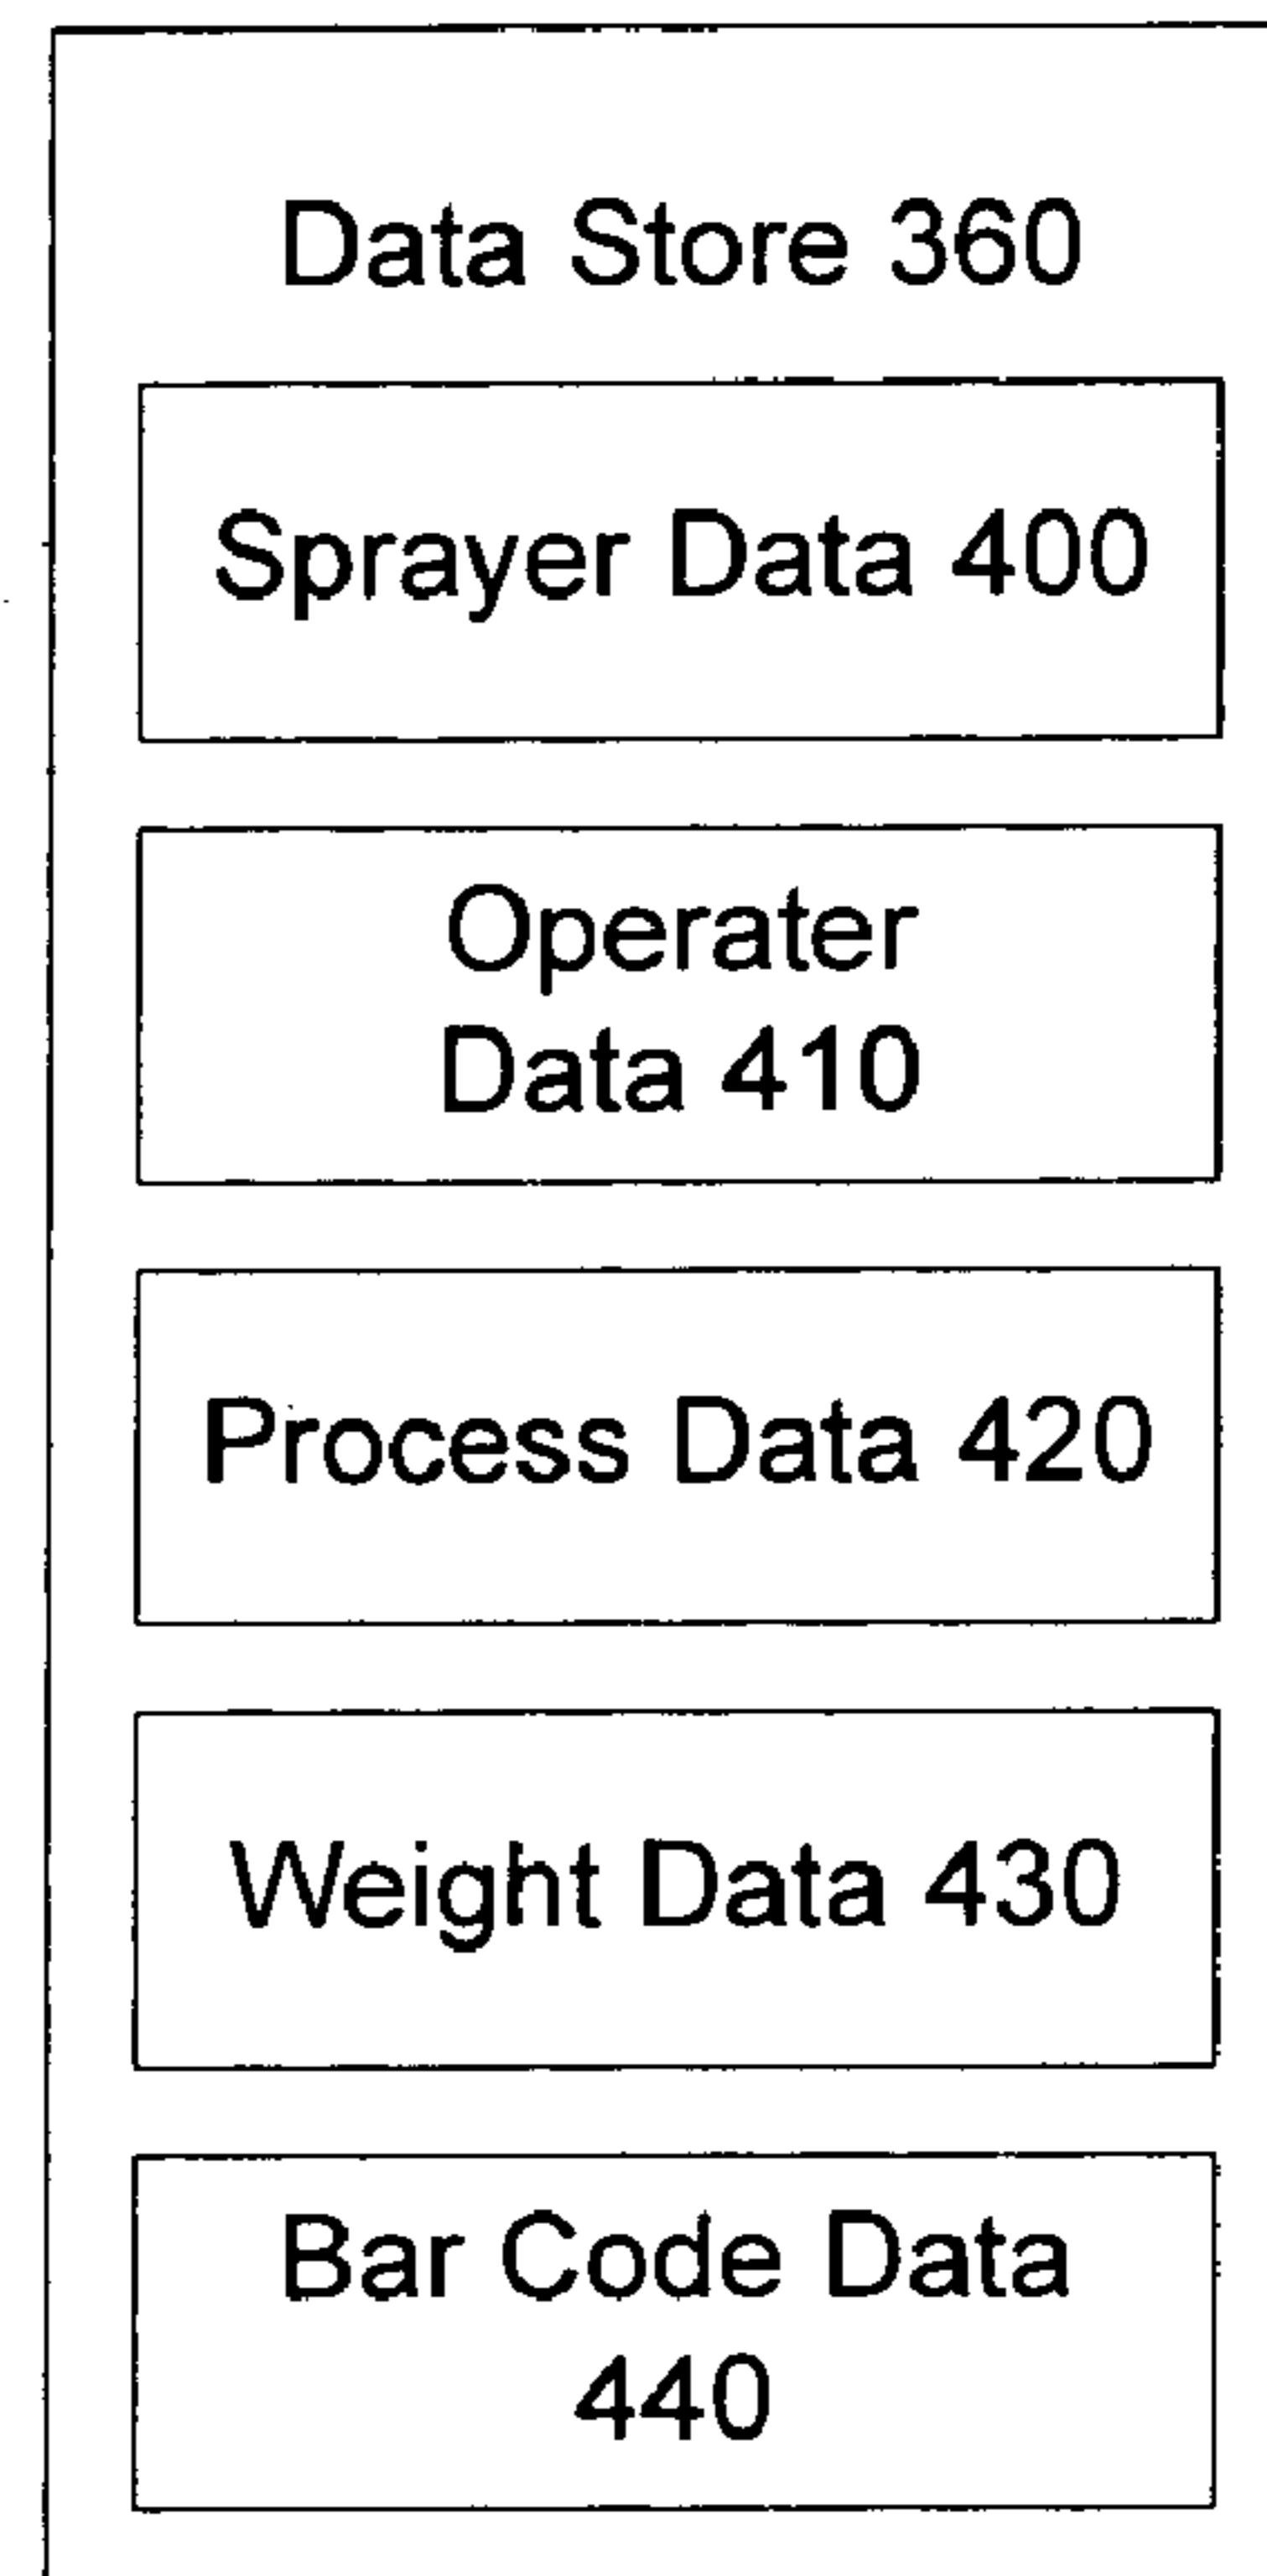 Data Store 360
Sprayer Data 400
Operater
Data 410
Process Data 420
Weight Data 430
Bar Code Data
440